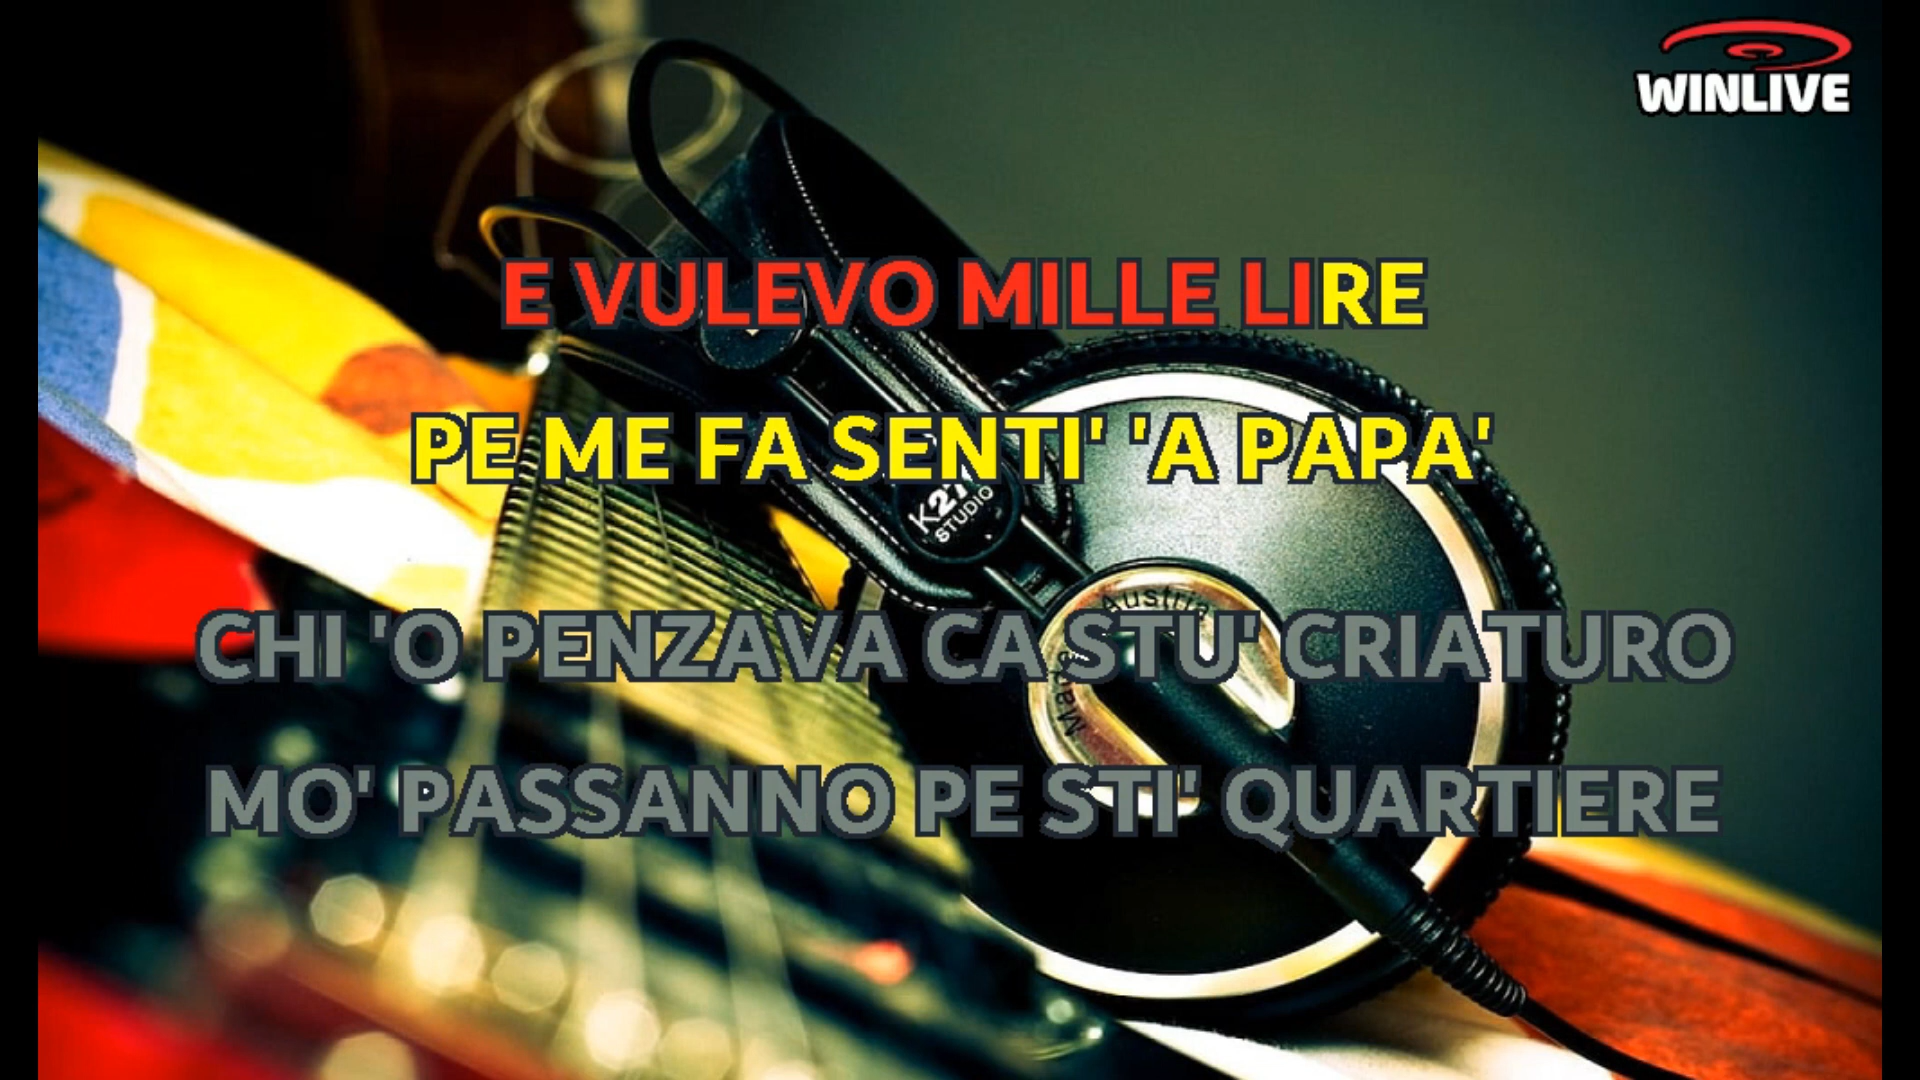 WINLIVE
E VULEVO MILLE LIRE
PE ME FA SENTI' 'A PAPA'
K271
STUDIO
Austria
CHI 'O PENZAVA CA STU' CRIATURO
MO' PASSANNO PE STI' QUARTIERE